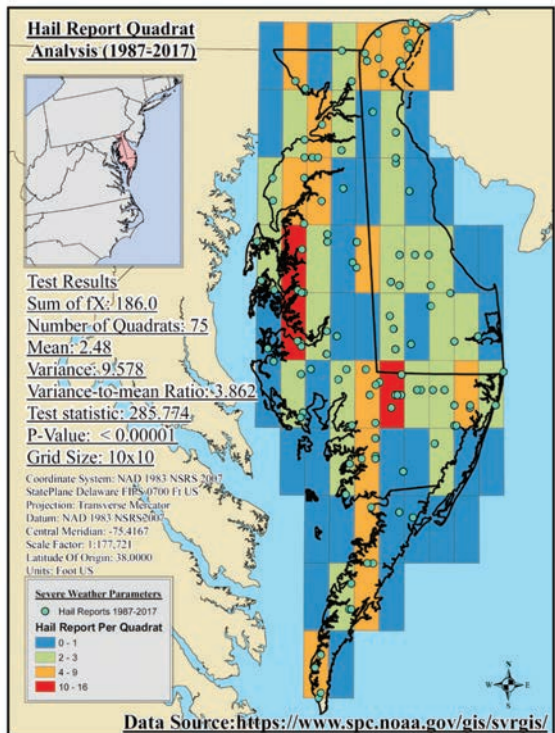 Hail Report Quadrat
Analysis (1987-2017)
Test Results
Sum of fX: 186.0
Number of Quadrats: 75
Mean: 2.48
Variance: 9.578
Variance-to-mean Ratio: 3.862
Test statistic: 285.774
P-Value: < 0.00001
Grid Size: 10x10
Coordinate System: NAD 1983 NSRS 2007
StatePlane Delaware FIPS 0700 Ft US
Projection: Transverse Mercator
Datum: NAD 1983 NSRS2007
Central Meridian: -75.4167
Scale Factor: 1:177,721
Latitude Of Origin: 38.0000
Units: Foot US
Severe Weather Parameters
Hail Reports 1987-2017
Hail Report Per Quadrat
0 - 1
2 - 3
4 - 9
10 - 16
N
W E
S
Data Source:https://www.spc.noaa.gov/gis/svrgis/